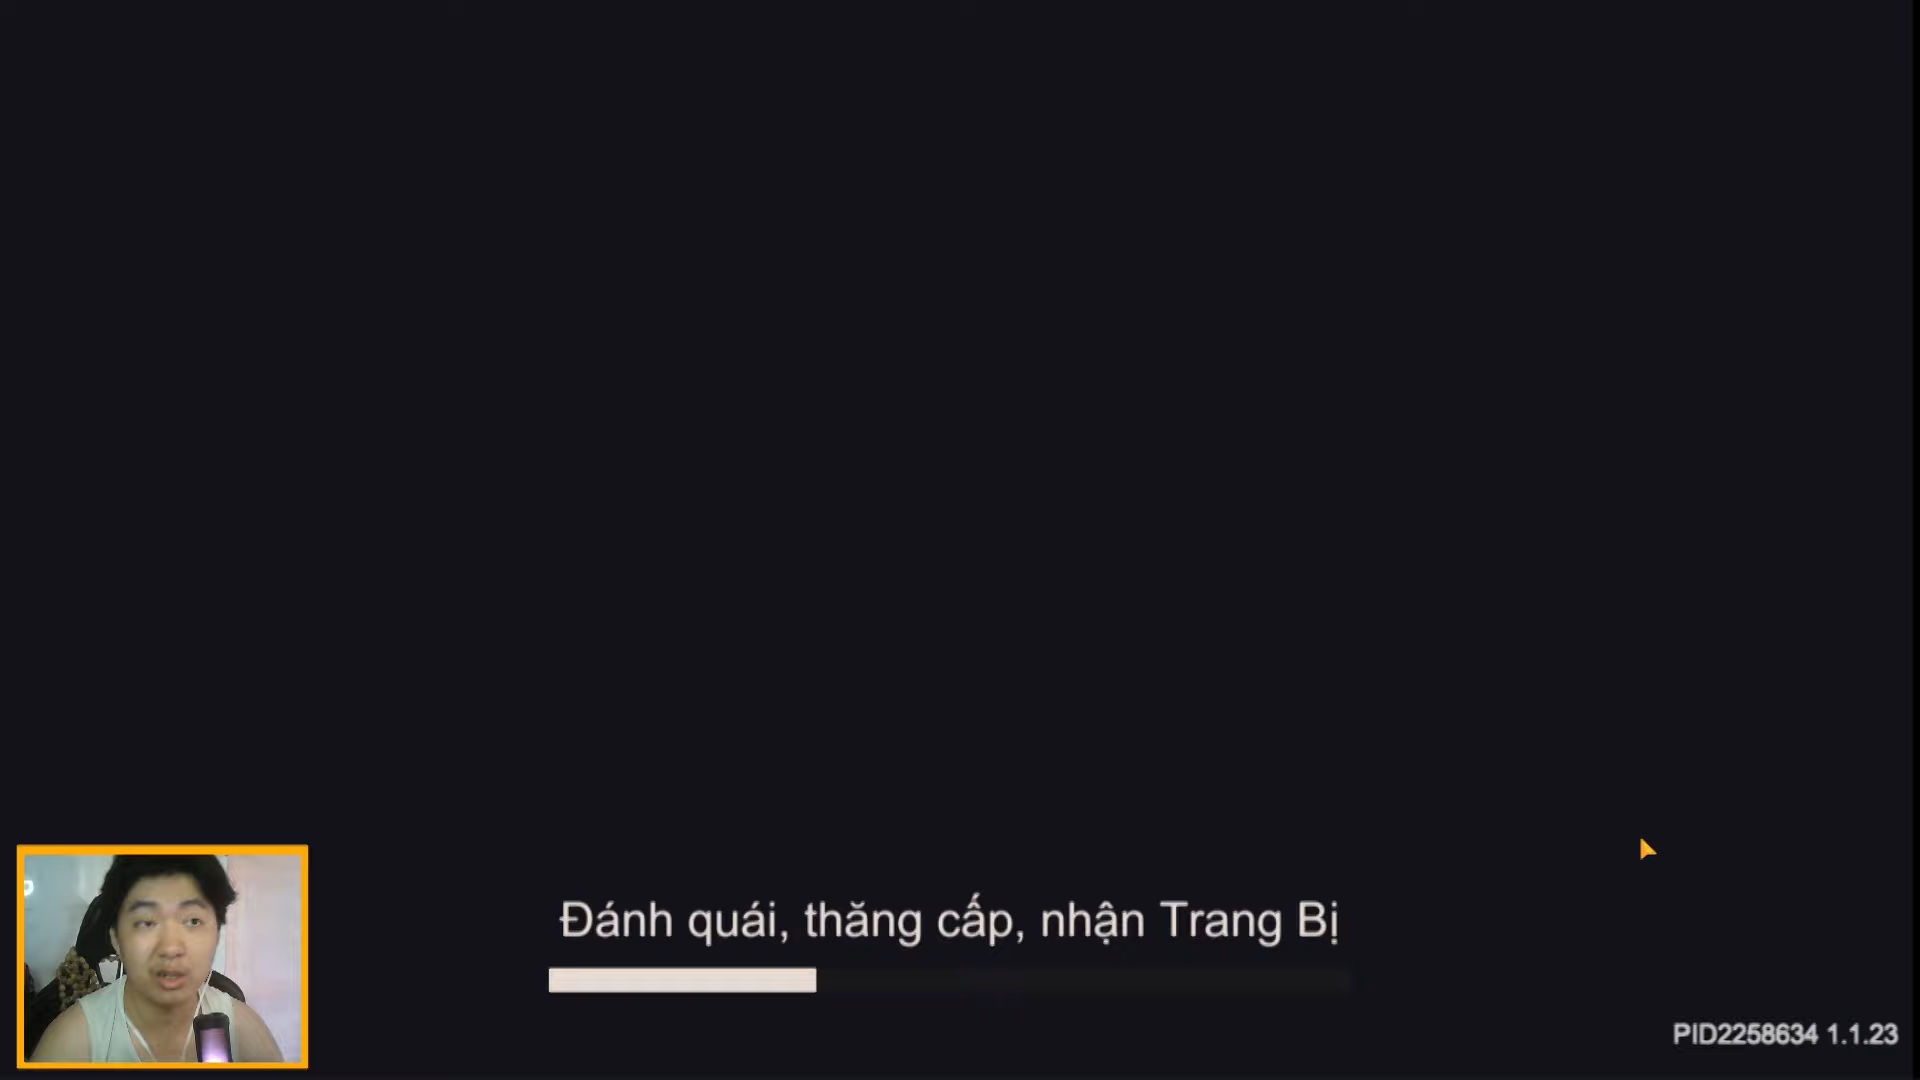 Đánh quái, thăng cấp, nhận Trang Bị
PID2258634 1.1.23